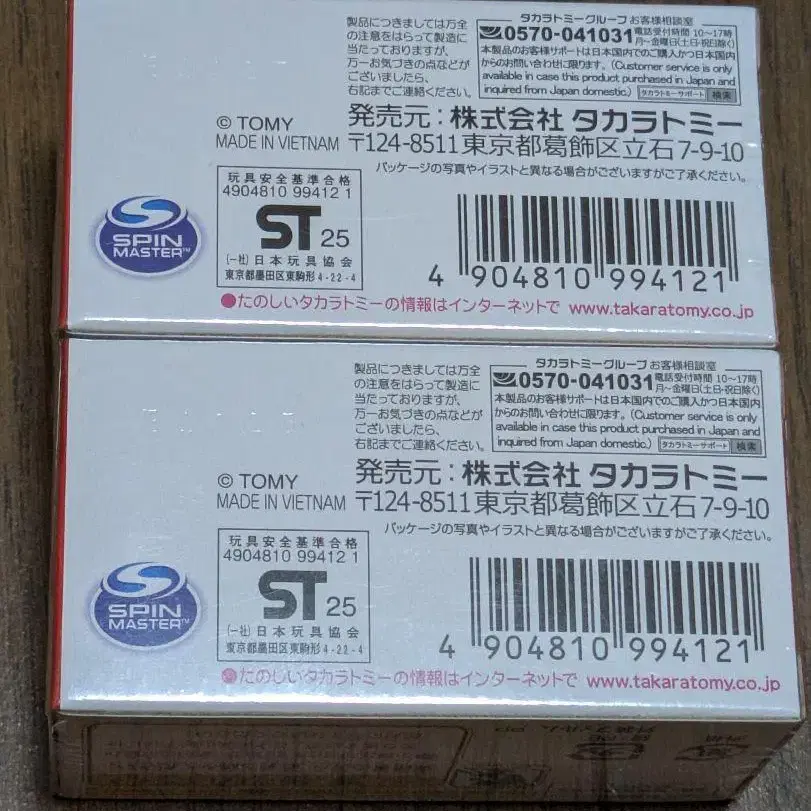 製品につきましては万全
の注意をはらって製造に
当たっておりますが、
万一お気づきの点などが
ございましたら、
右記までご連絡ください。
タカラトミーグループ お客様相談室
0570-041031 電話受付時間 10～17時
月～金曜日(土・日・祝日除く)
本製品のお客様サポートは日本国内でのご購入かつ日本国内
からのお問い合わせに限ります。(Customer service is only
available in case this product purchased in Japan and
inquired from Japan domestic.) タカラトミーサポート 検索
© TOMY
MADE IN VIETNAM
発売元：株式会社 タカラトミー
〒124-8511 東京都葛飾区立石7-9-10
パッケージの写真やイラストと異なる場合がございますがご了承ください。
玩具安全基準合格
4904810 99412 1
ST 25
(一社)日本玩具協会
東京都墨田区東駒形4-22-4
SPIN
MASTER™
4 904810 994121
●たのしいタカラトミーの情報はインターネットで www.takaratomy.co.jp
製品につきましては万全
の注意をはらって製造に
当たっておりますが、
万一お気づきの点などが
ございましたら、
右記までご連絡ください。
タカラトミーグループ お客様相談室
0570-041031 電話受付時間 10～17時
月～金曜日(土・日・祝日除く)
本製品のお客様サポートは日本国内でのご購入かつ日本国内
からのお問い合わせに限ります。(Customer service is only
available in case this product purchased in Japan and
inquired from Japan domestic.) タカラトミーサポート 検索
© TOMY
MADE IN VIETNAM
発売元：株式会社 タカラトミー
〒124-8511 東京都葛飾区立石7-9-10
パッケージの写真やイラストと異なる場合がございますがご了承ください。
玩具安全基準合格
4904810 99412 1
ST 25
(一社)日本玩具協会
東京都墨田区東駒形4-22-4
SPIN
MASTER™
4 904810 994121
たのしいタカラトミーの情報はインターネットで www.takaratomy.co.jp